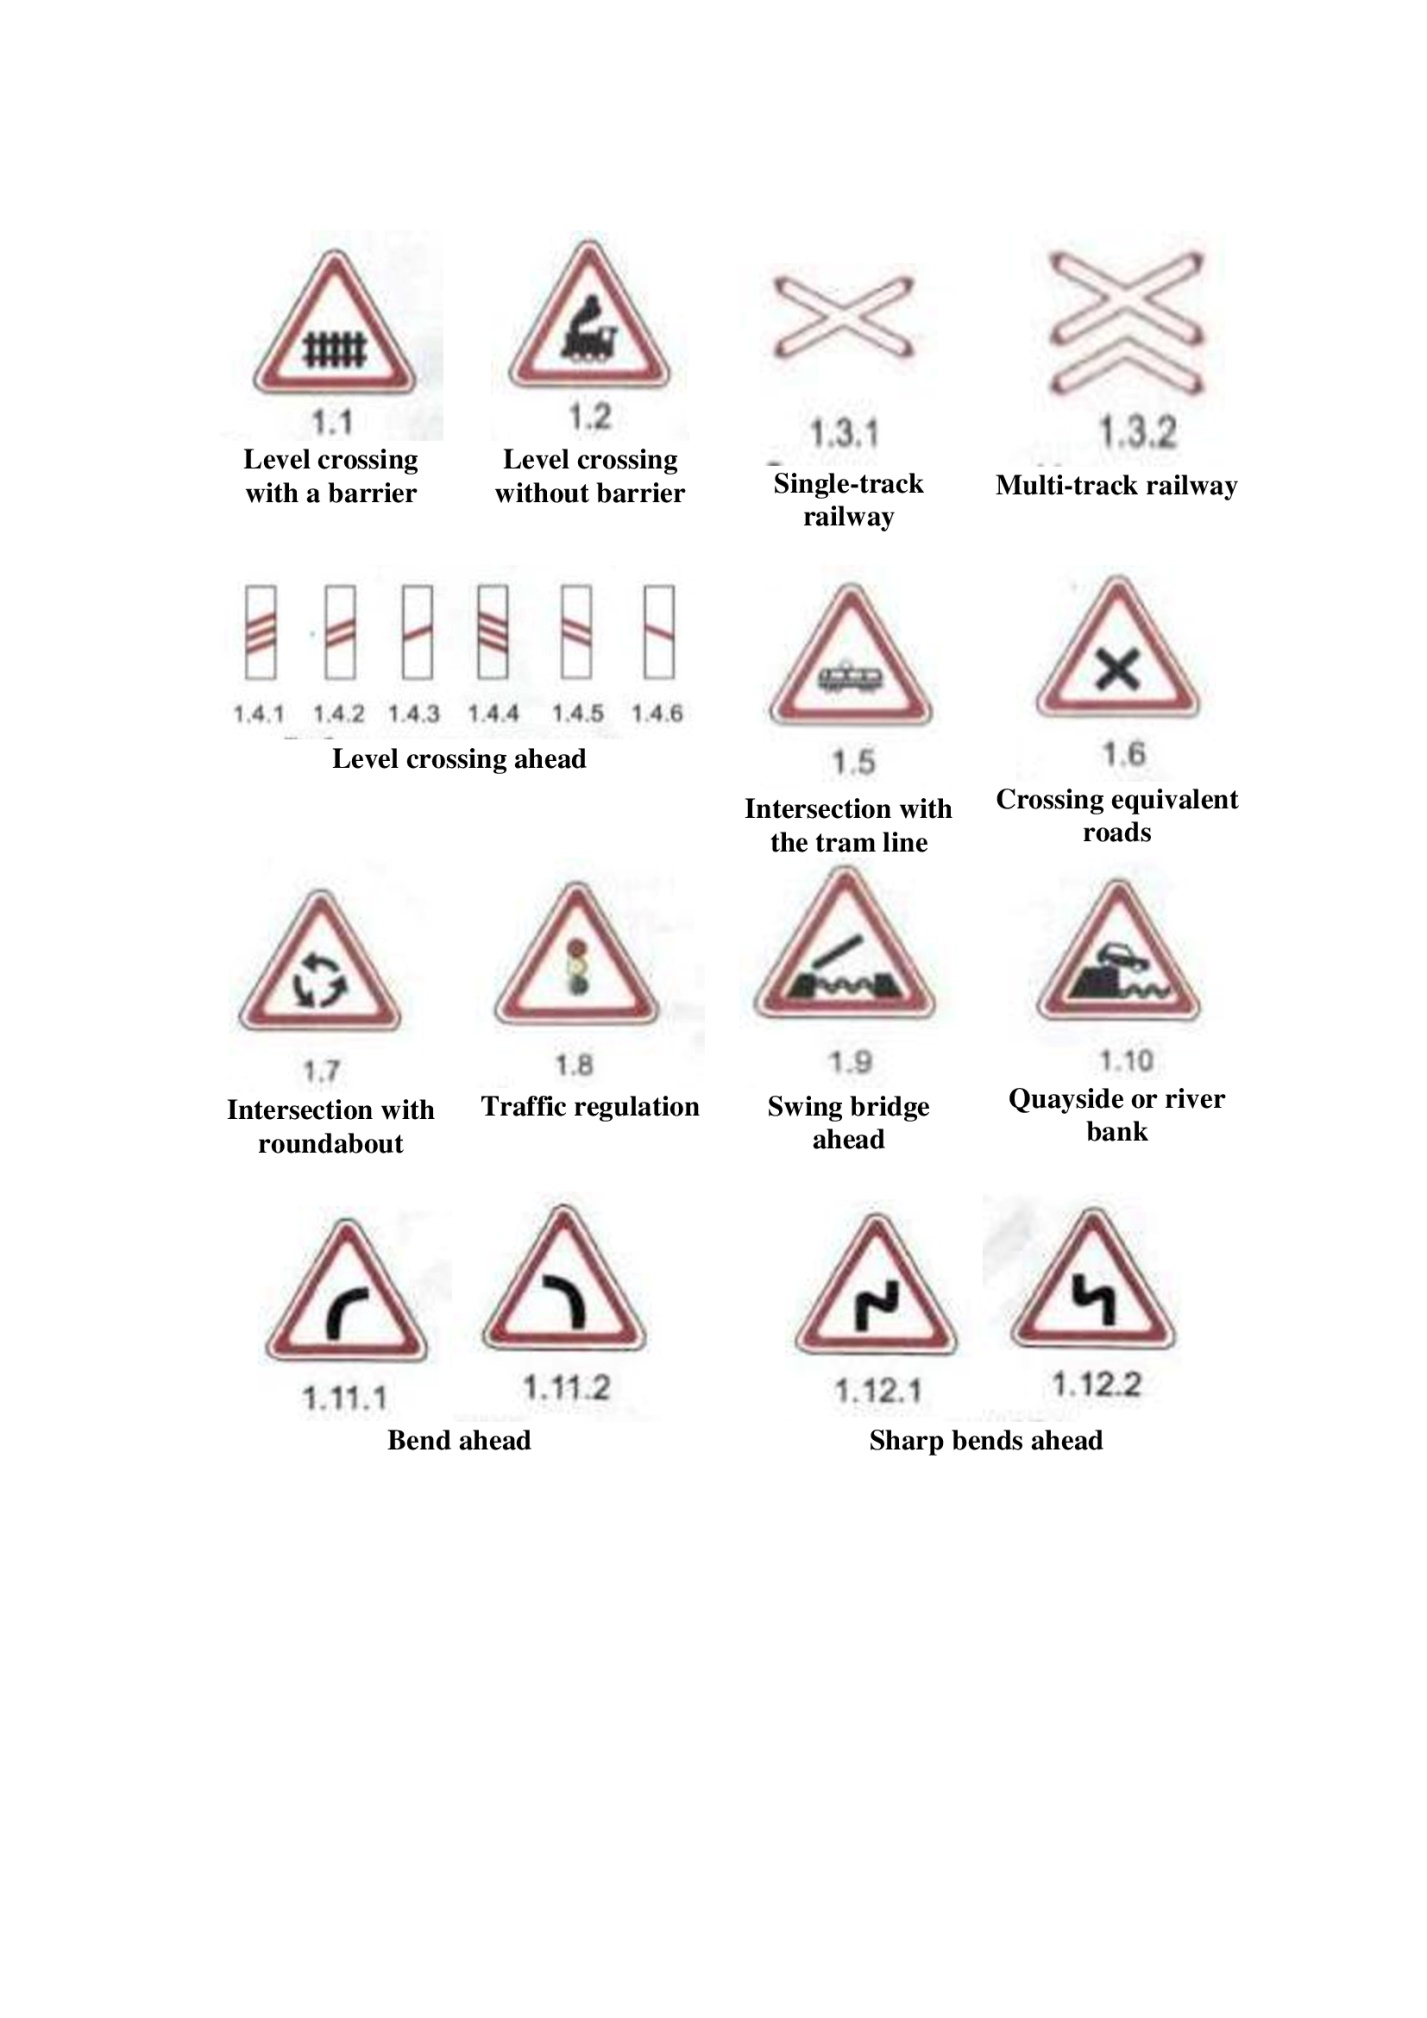 1.1
Level crossing
with a barrier
1.2
Level crossing
without barrier
1.3.1
Single-track
railway
1.3.2
Multi-track railway
1.4.1 1.4.2 1.4.3 1.4.4 1.4.5 1.4.6
Level crossing ahead
1.5
Intersection with
the tram line
1.6
Crossing equivalent
roads
1.7
Intersection with
roundabout
1.8
Traffic regulation
1.9
Swing bridge
ahead
1.10
Quayside or river
bank
1.11.1 1.11.2
Bend ahead
1.12.1 1.12.2
Sharp bends ahead